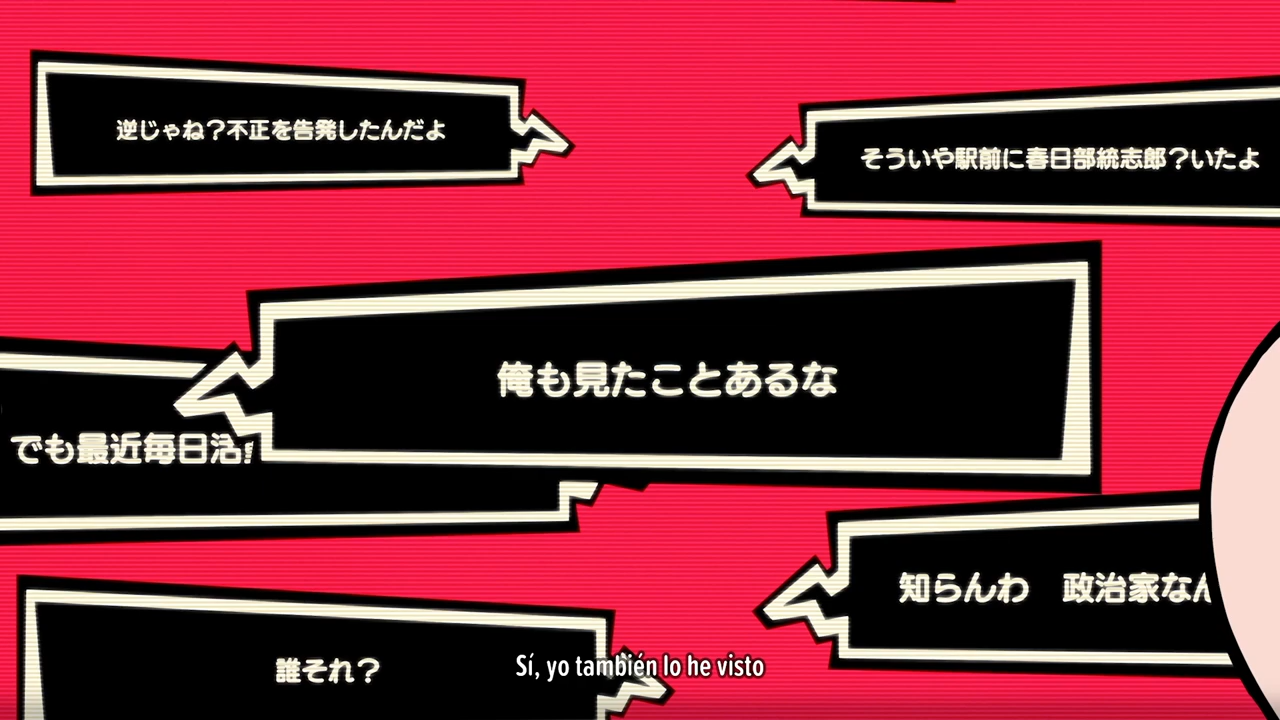 逆じゃね？不正を告発したんだよ
そういや駅前に春日部統志郎？いたよ
俺も見たことあるな
でも最近毎日活
知らんわ　政治家なん
誰それ？
Sí, yo también lo he visto